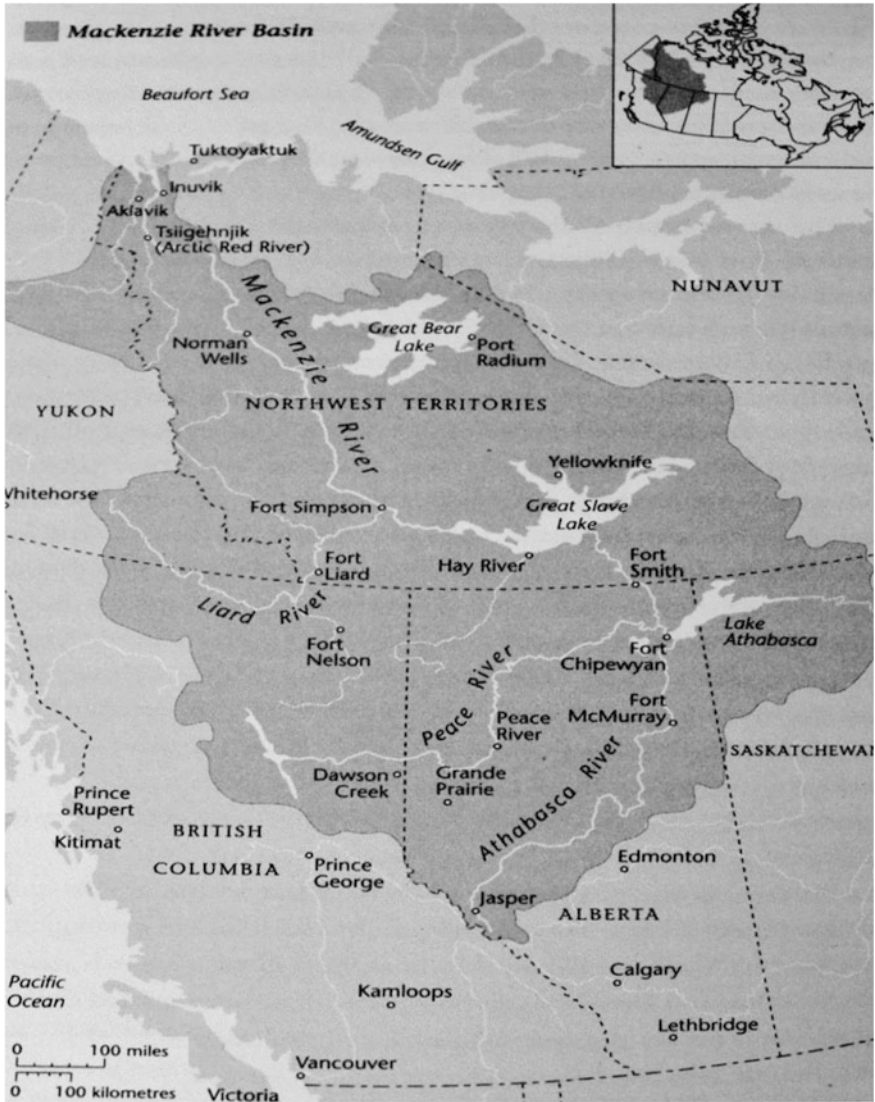 Mackenzie River Basin
Beaufort Sea
Amundsen Gulf
Tuktoyaktuk
Inuvik
Aklavik
Tsiigehnjik
(Arctic Red River)
NUNAVUT
Mackenzie
River
Great Bear
Lake
Port
Radium
Norman
Wells
YUKON
NORTHWEST TERRITORIES
Yellowknife
Whitehorse
Fort Simpson
Great Slave
Lake
Fort
Liard
Hay River
Fort
Smith
Liard River
Fort
Nelson
Lake
Athabasca
Fort
Chipewyan
Peace River
Fort
McMurray
Peace
River
SASKATCHEWAN
Dawson
Creek
Grande
Prairie
Athabasca River
Prince
Rupert
Kitimat
BRITISH
COLUMBIA
Prince
George
Edmonton
Jasper
ALBERTA
Calgary
Pacific
Ocean
Kamloops
Lethbridge
0 100 miles
0 100 kilometres
Vancouver
Victoria